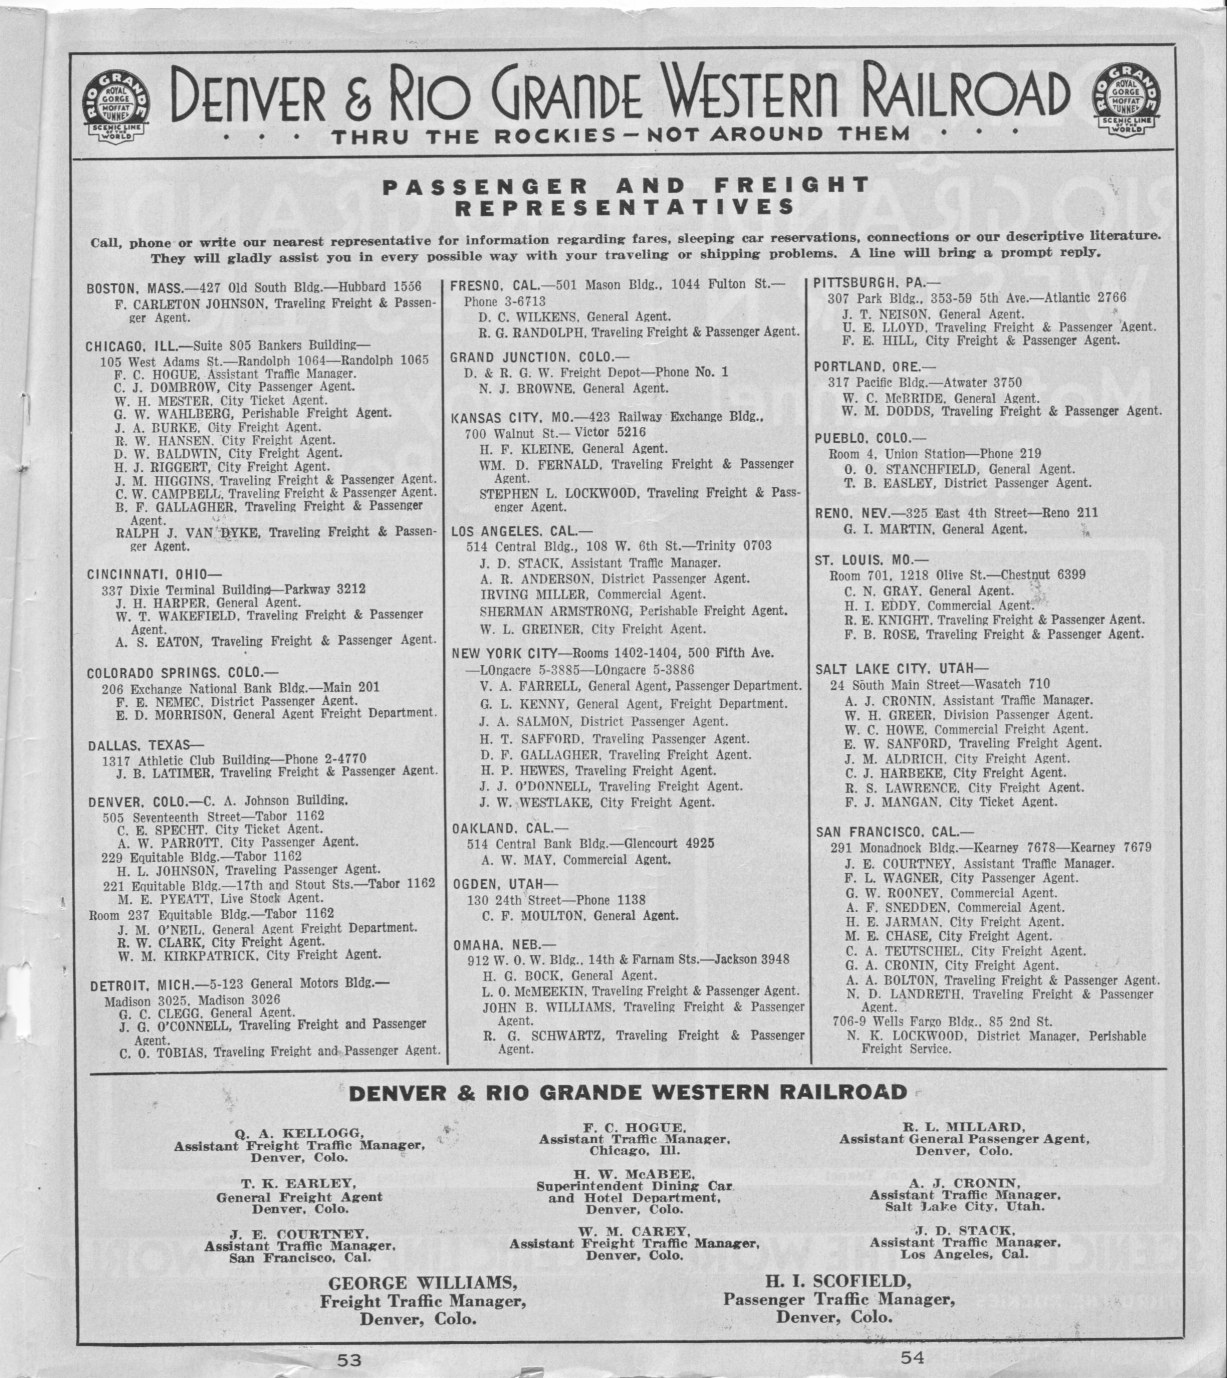 RIO GRANDE
ROYAL
GORGE
MOFFAT
TUNNEL
SCENIC LINE
OF THE
WORLD
DENVER & RIO GRANDE WESTERN RAILROAD
RIO GRANDE
ROYAL
GORGE
MOFFAT
TUNNEL
SCENIC LINE
OF THE
WORLD
· · · THRU THE ROCKIES—NOT AROUND THEM · · ·
PASSENGER AND FREIGHT
REPRESENTATIVES
Call, phone or write our nearest representative for information regarding fares, sleeping car reservations, connections or our descriptive literature.
They will gladly assist you in every possible way with your traveling or shipping problems. A line will bring a prompt reply.
BOSTON, MASS.—427 Old South Bldg.—Hubbard 1556
F. CARLETON JOHNSON, Traveling Freight & Passen-
ger Agent.
CHICAGO, ILL.—Suite 805 Bankers Building—
105 West Adams St.—Randolph 1064—Randolph 1065
F. C. HOGUE, Assistant Traffic Manager.
C. J. DOMBROW, City Passenger Agent.
W. H. MESTER, City Ticket Agent.
G. W. WAHLBERG, Perishable Freight Agent.
J. A. BURKE, City Freight Agent.
R. W. HANSEN, City Freight Agent.
D. W. BALDWIN, City Freight Agent.
H. J. RIGGERT, City Freight Agent.
J. M. HIGGINS, Traveling Freight & Passenger Agent.
C. W. CAMPBELL, Traveling Freight & Passenger Agent.
B. F. GALLAGHER, Traveling Freight & Passenger
Agent.
RALPH J. VAN DYKE, Traveling Freight & Passen-
ger Agent.
CINCINNATI, OHIO—
337 Dixie Terminal Building—Parkway 3212
J. H. HARPER, General Agent.
W. T. WAKEFIELD, Traveling Freight & Passenger
Agent.
A. S. EATON, Traveling Freight & Passenger Agent.
COLORADO SPRINGS, COLO.—
206 Exchange National Bank Bldg.—Main 201
F. E. NEMEC, District Passenger Agent.
E. D. MORRISON, General Agent Freight Department.
DALLAS, TEXAS—
1317 Athletic Club Building—Phone 2-4770
J. B. LATIMER, Traveling Freight & Passenger Agent.
DENVER, COLO.—C. A. Johnson Building,
505 Seventeenth Street—Tabor 1162
C. E. SPECHT, City Ticket Agent.
A. W. PARROTT, City Passenger Agent.
229 Equitable Bldg.—Tabor 1162
H. L. JOHNSON, Traveling Passenger Agent.
221 Equitable Bldg.—17th and Stout Sts.—Tabor 1162
M. E. PYEATT, Live Stock Agent.
Room 237 Equitable Bldg.—Tabor 1162
J. M. O'NEIL, General Agent Freight Department.
R. W. CLARK, City Freight Agent.
W. M. KIRKPATRICK, City Freight Agent.
DETROIT, MICH.—5-123 General Motors Bldg.—
Madison 3025, Madison 3026
G. C. CLEGG, General Agent.
J. G. O'CONNELL, Traveling Freight and Passenger
Agent.
C. O. TOBIAS, Traveling Freight and Passenger Agent.
FRESNO, CAL.—501 Mason Bldg., 1044 Fulton St.—
Phone 3-6713
D. C. WILKENS, General Agent.
R. G. RANDOLPH, Traveling Freight & Passenger Agent.
GRAND JUNCTION, COLO.—
D. & R. G. W. Freight Depot—Phone No. 1
N. J. BROWNE, General Agent.
KANSAS CITY, MO.—423 Railway Exchange Bldg.,
700 Walnut St.—Victor 5216
H. F. KLEINE, General Agent.
WM. D. FERNALD, Traveling Freight & Passenger
Agent.
STEPHEN L. LOCKWOOD, Traveling Freight & Pass-
enger Agent.
LOS ANGELES, CAL.—
514 Central Bldg., 108 W. 6th St.—Trinity 0703
J. D. STACK, Assistant Traffic Manager.
A. R. ANDERSON, District Passenger Agent.
IRVING MILLER, Commercial Agent.
SHERMAN ARMSTRONG, Perishable Freight Agent.
W. L. GREINER, City Freight Agent.
NEW YORK CITY—Rooms 1402-1404, 500 Fifth Ave.
—LOngacre 5-3885—LOngacre 5-3886
V. A. FARRELL, General Agent, Passenger Department.
G. L. KENNY, General Agent, Freight Department.
J. A. SALMON, District Passenger Agent.
H. T. SAFFORD, Traveling Passenger Agent.
D. F. GALLAGHER, Traveling Freight Agent.
H. P. HEWES, Traveling Freight Agent.
J. J. O'DONNELL, Traveling Freight Agent.
J. W. WESTLAKE, City Freight Agent.
OAKLAND, CAL.—
514 Central Bank Bldg.—Glencourt 4925
A. W. MAY, Commercial Agent.
OGDEN, UTAH—
130 24th Street—Phone 1138
C. F. MOULTON, General Agent.
OMAHA, NEB.—
912 W. O. W. Bldg., 14th & Farnam Sts.—Jackson 3948
H. G. BOCK, General Agent.
L. O. McMEEKIN, Traveling Freight & Passenger Agent.
JOHN B. WILLIAMS, Traveling Freight & Passenger
Agent.
R. G. SCHWARTZ, Traveling Freight & Passenger
Agent.
PITTSBURGH, PA.—
307 Park Bldg., 353-59 5th Ave.—Atlantic 2766
J. T. NEISON, General Agent.
U. E. LLOYD, Traveling Freight & Passenger Agent.
F. E. HILL, City Freight & Passenger Agent.
PORTLAND, ORE.—
317 Pacific Bldg.—Atwater 3750
W. C. McBRIDE, General Agent.
W. M. DODDS, Traveling Freight & Passenger Agent.
PUEBLO, COLO.—
Room 4, Union Station—Phone 219
O. O. STANCHFIELD, General Agent.
T. B. EASLEY, District Passenger Agent.
RENO, NEV.—325 East 4th Street—Reno 211
G. I. MARTIN, General Agent.
ST. LOUIS, MO.—
Room 701, 1218 Olive St.—Chestnut 6399
C. N. GRAY, General Agent.
H. I. EDDY, Commercial Agent.
R. E. KNIGHT, Traveling Freight & Passenger Agent.
F. B. ROSE, Traveling Freight & Passenger Agent.
SALT LAKE CITY, UTAH—
24 South Main Street—Wasatch 710
A. J. CRONIN, Assistant Traffic Manager.
W. H. GREER, Division Passenger Agent.
W. C. HOWE, Commercial Freight Agent.
E. W. SANFORD, Traveling Freight Agent.
J. M. ALDRICH, City Freight Agent.
C. J. HARBEKE, City Freight Agent.
R. S. LAWRENCE, City Freight Agent.
F. J. MANGAN, City Ticket Agent.
SAN FRANCISCO, CAL.—
291 Monadnock Bldg.—Kearney 7678—Kearney 7679
J. E. COURTNEY, Assistant Traffic Manager.
F. L. WAGNER, City Passenger Agent.
G. W. ROONEY, Commercial Agent.
A. F. SNEDDEN, Commercial Agent.
H. E. JARMAN, City Freight Agent.
M. E. CHASE, City Freight Agent.
C. A. TEUTSCHEL, City Freight Agent.
G. A. CRONIN, City Freight Agent.
A. A. BOLTON, Traveling Freight & Passenger Agent.
N. D. LANDRETH, Traveling Freight & Passenger
Agent.
706-9 Wells Fargo Bldg., 85 2nd St.
N. K. LOCKWOOD, District Manager, Perishable
Freight Service.
DENVER & RIO GRANDE WESTERN RAILROAD
Q. A. KELLOGG,
Assistant Freight Traffic Manager,
Denver, Colo.
F. C. HOGUE,
Assistant Traffic Manager,
Chicago, Ill.
R. L. MILLARD,
Assistant General Passenger Agent,
Denver, Colo.
T. K. EARLEY,
General Freight Agent
Denver, Colo.
H. W. McABEE,
Superintendent Dining Car
and Hotel Department,
Denver, Colo.
A. J. CRONIN,
Assistant Traffic Manager,
Salt Lake City, Utah.
J. E. COURTNEY,
Assistant Traffic Manager,
San Francisco, Cal.
W. M. CAREY,
Assistant Freight Traffic Manager,
Denver, Colo.
J. D. STACK,
Assistant Traffic Manager,
Los Angeles, Cal.
GEORGE WILLIAMS,
Freight Traffic Manager,
Denver, Colo.
H. I. SCOFIELD,
Passenger Traffic Manager,
Denver, Colo.
53
54